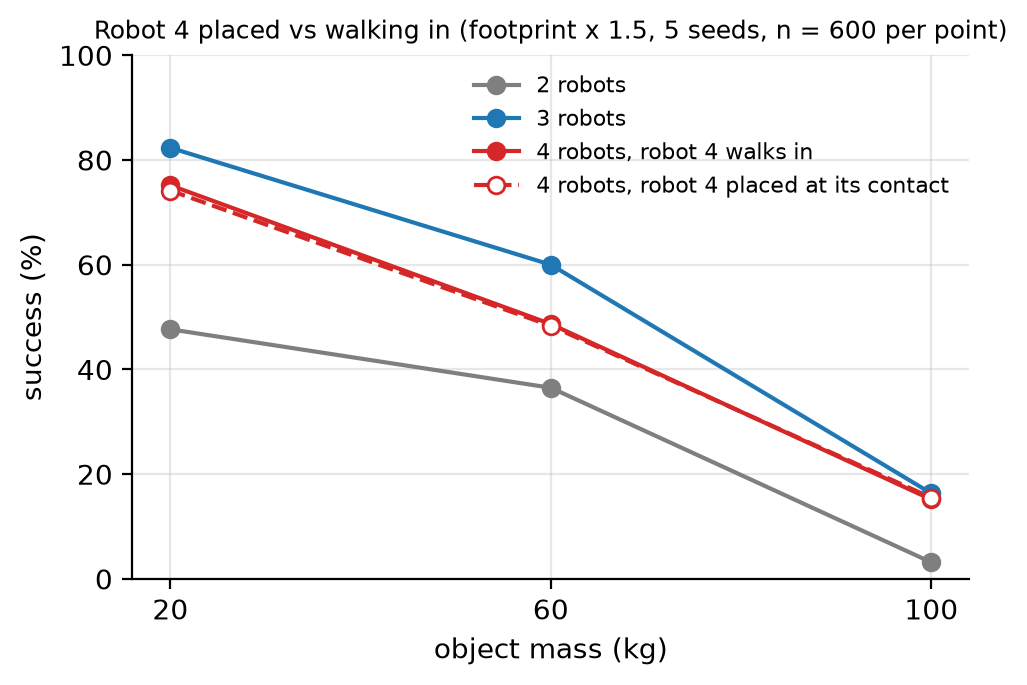 Robot 4 placed vs walking in (footprint x 1.5, 5 seeds, n = 600 per point)
100
80
60
40
20
0
success (%)
2 robots
3 robots
4 robots, robot 4 walks in
4 robots, robot 4 placed at its contact
20
60
100
object mass (kg)